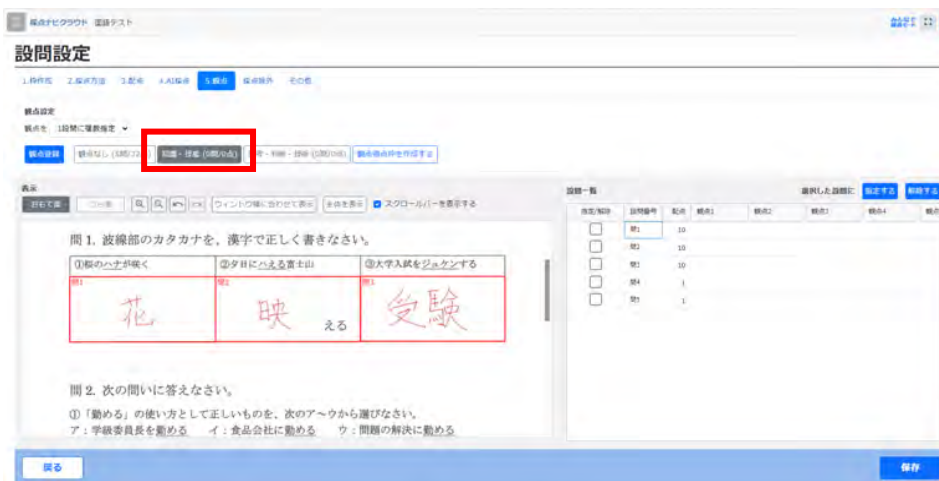 採点ナビクラウド 国語テスト
設問設定
1.枠作成 2.採点方法 3.配点 4.AI採点 5.観点 採点除外 その他
観点設定
観点を 1設問に複数指定
観点登録 知識・技能 (0問/0点) 観点得点枠を作成する
表示
おもて面 ウィンドウ幅に合わせて表示 全体を表示 スクロールバーを表示する
設問一覧 選択した設問に 指定する 解除する
指定/解除 設問番号 配点 観点1 観点2 観点3 観点4
問1 10
問2 10
問3 10
問4 1
問5 1
問 1. 波線部のカタカナを、漢字で正しく書きなさい。
①桜のハナが咲く ②夕日にハえる富士山 ③大学入試をジュケンする
問1 問2 問3
花 映 える 受験
問 2. 次の問いに答えなさい。
①「勤める」の使い方として正しいものを、次のア～ウから選びなさい。
ア：学級委員長を勤める イ：食品会社に勤める ウ：問題の解決に勤める
戻る 保存